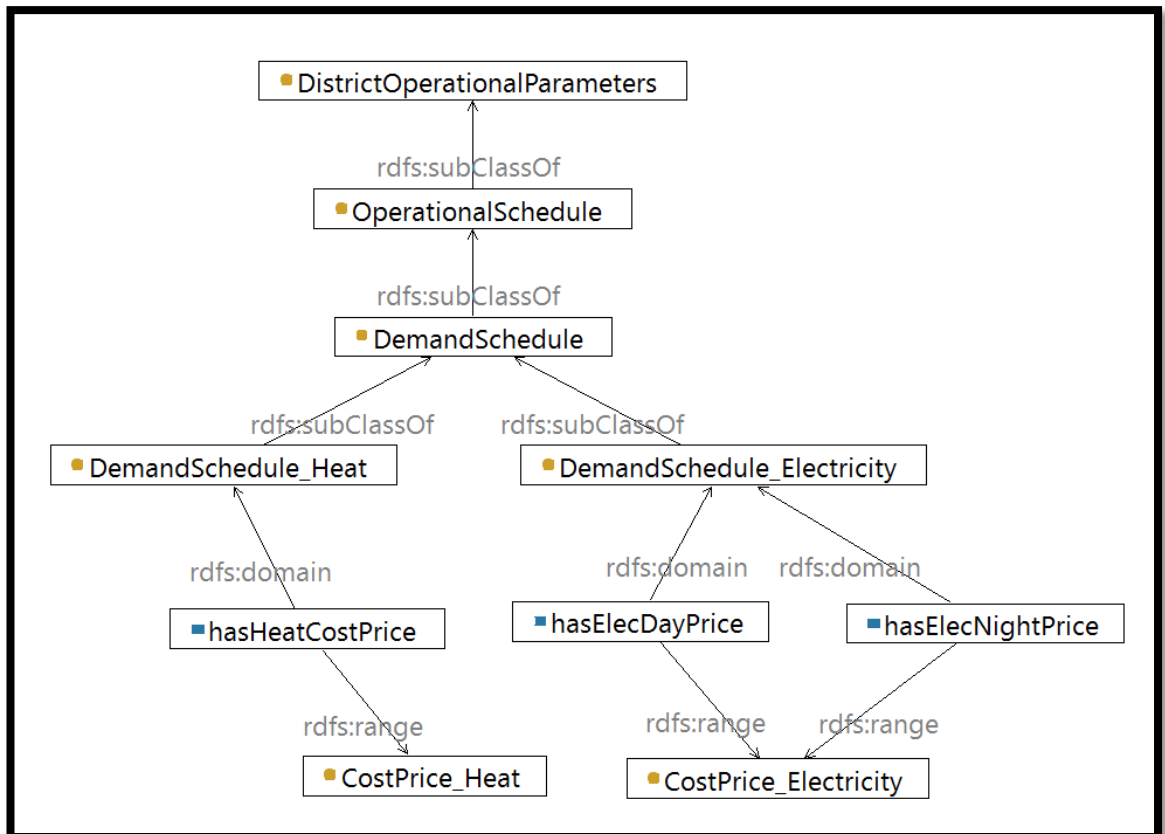 DistrictOperationalParameters
rdfs:subClassOf
OperationalSchedule
rdfs:subClassOf
DemandSchedule
rdfs:subClassOf rdfs:subClassOf
DemandSchedule_Heat DemandSchedule_Electricity
rdfs:domain rdfs:domain rdfs:domain
hasHeatCostPrice hasElecDayPrice hasElecNightPrice
rdfs:range rdfs:range rdfs:range
CostPrice_Heat CostPrice_Electricity